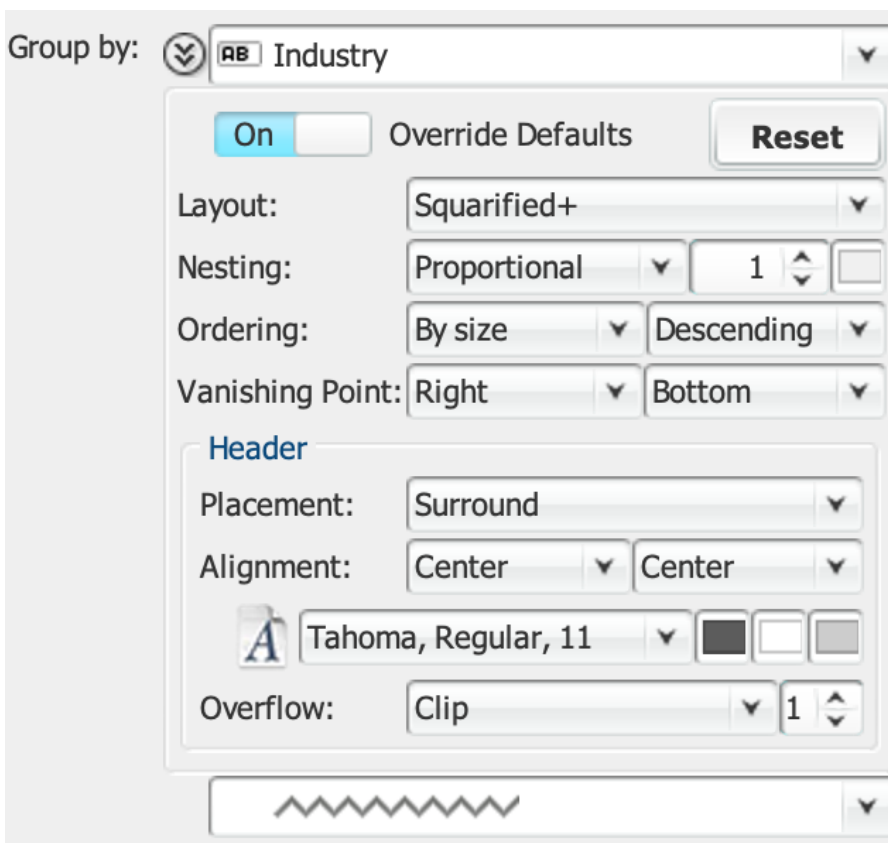 Group by: AB Industry
On Override Defaults Reset
Layout: Squarified+
Nesting: Proportional 1
Ordering: By size Descending
Vanishing Point: Right Bottom
Header
Placement: Surround
Alignment: Center Center
A Tahoma, Regular, 11
Overflow: Clip 1